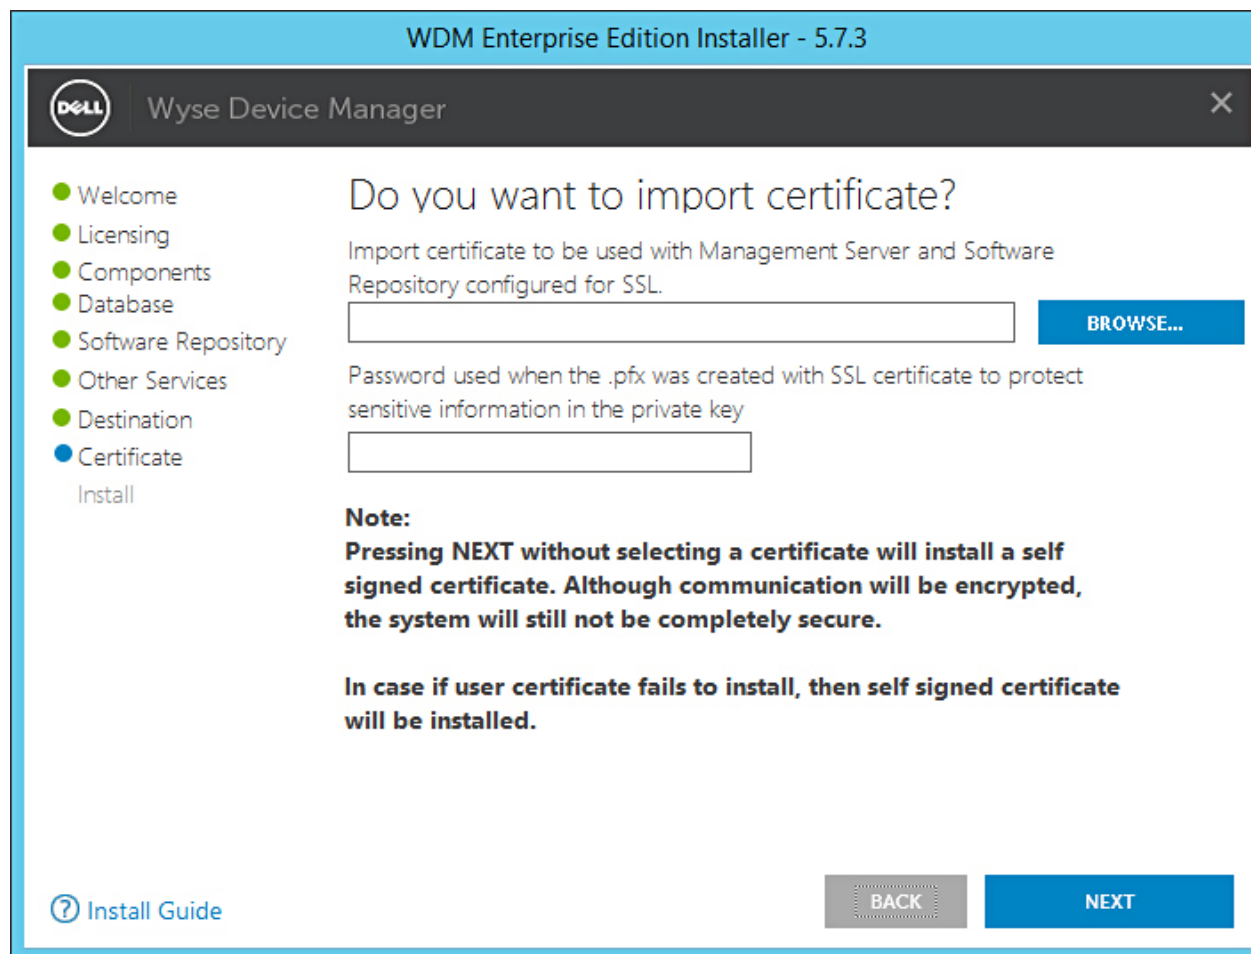 WDM Enterprise Edition Installer - 5.7.3
DELL
Wyse Device Manager
Welcome
Licensing
Components
Database
Software Repository
Other Services
Destination
Certificate
Install
Do you want to import certificate?
Import certificate to be used with Management Server and Software
Repository configured for SSL.
BROWSE...
Password used when the .pfx was created with SSL certificate to protect
sensitive information in the private key
Note:
Pressing NEXT without selecting a certificate will install a self
signed certificate. Although communication will be encrypted,
the system will still not be completely secure.
In case if user certificate fails to install, then self signed certificate
will be installed.
? Install Guide
BACK
NEXT